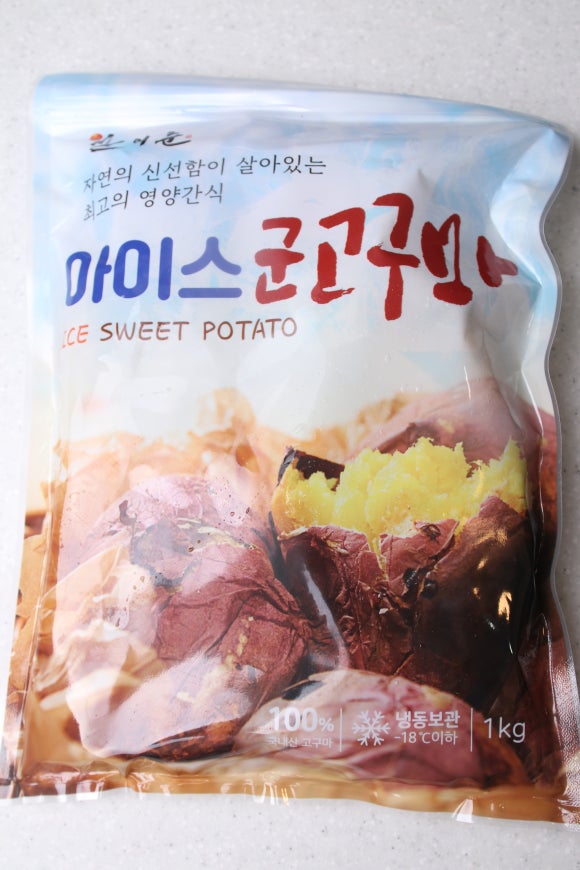 자연의 신선함이 살아있는
최고의 영양간식
아이스군고구마
ICE SWEET POTATO
100%
국내산 고구마
냉동보관
-18℃이하
1kg